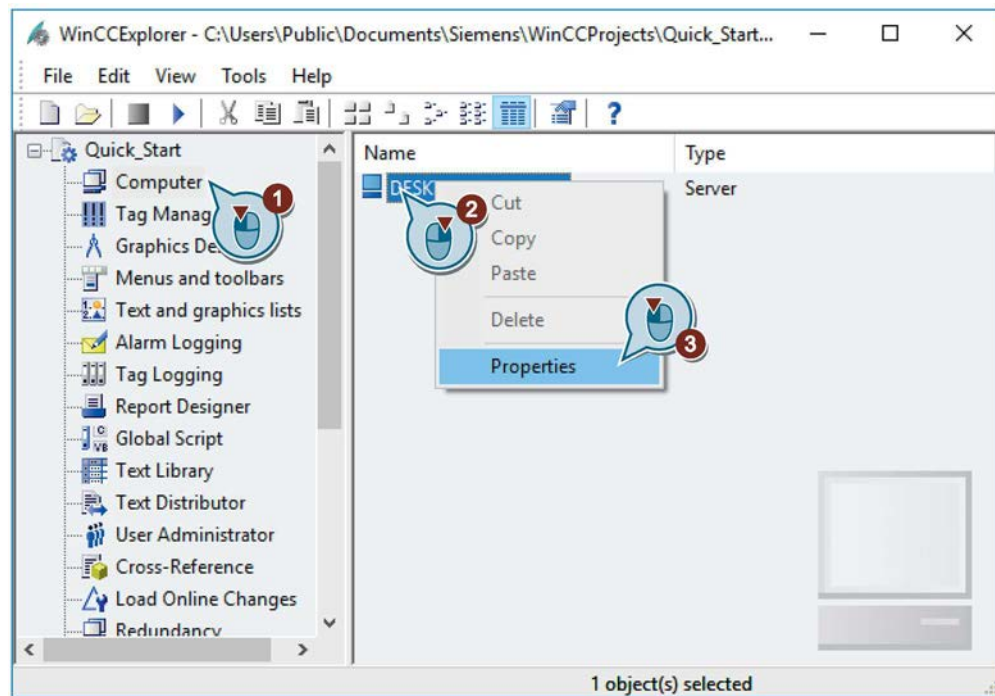 WinCCExplorer - C:\Users\Public\Documents\Siemens\WinCCProjects\Quick_Start...
File Edit View Tools Help
Quick_Start
Computer
Tag Manag
Graphics De
Menus and toolbars
Text and graphics lists
Alarm Logging
Tag Logging
Report Designer
Global Script
Text Library
Text Distributor
User Administrator
Cross-Reference
Load Online Changes
Redundancy
1
Name Type
DESK Server
2
Cut
Copy
Paste
Delete
Properties
3
1 object(s) selected